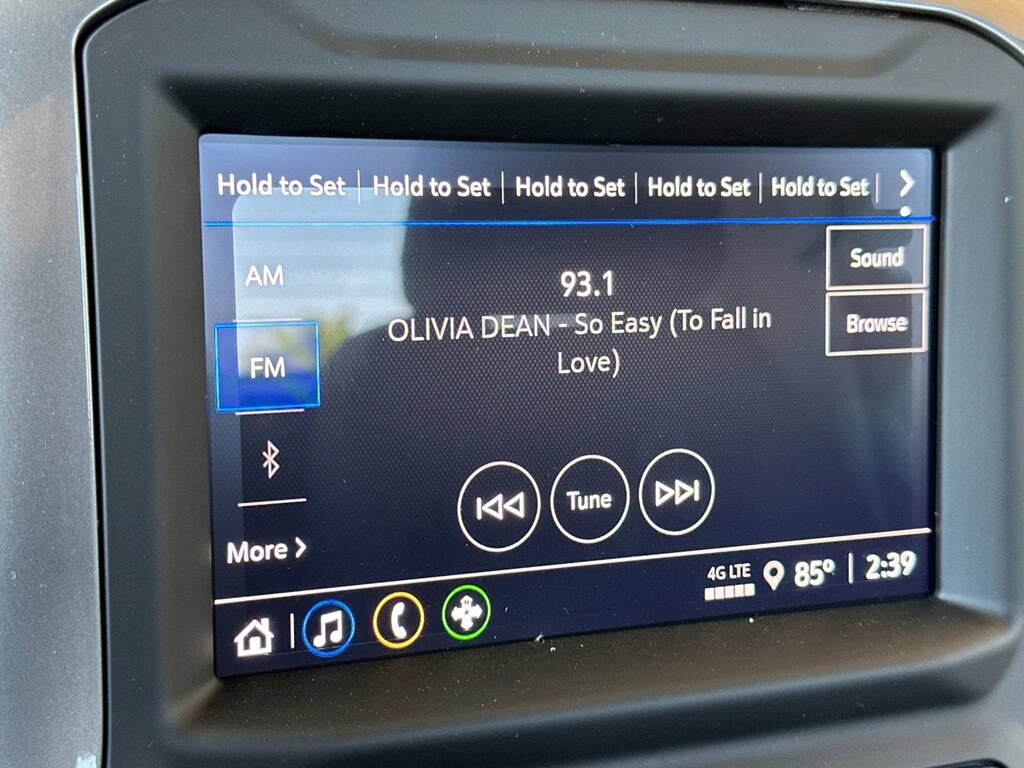 Hold to Set | Hold to Set | Hold to Set | Hold to Set | Hold to Set |
AM
FM
More
93.1
OLIVIA DEAN - So Easy (To Fall in
Love)
Tune
Sound
Browse
4G LTE
85° | 2:39